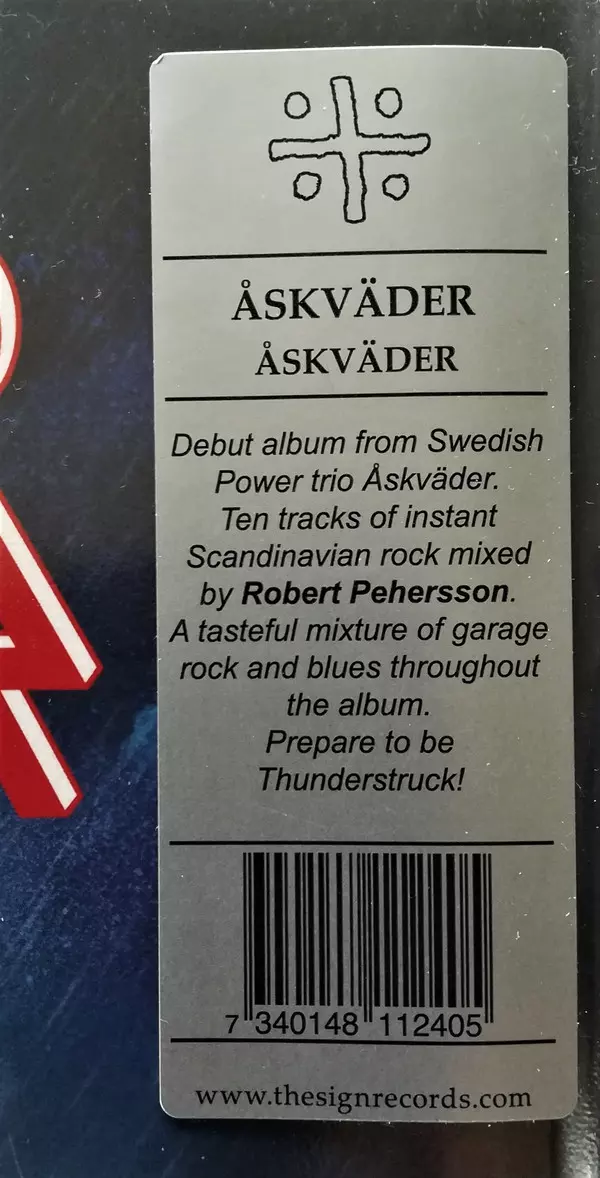 ÅSKVÄDER
ÅSKVÄDER
Debut album from Swedish
Power trio Åskväder.
Ten tracks of instant
Scandinavian rock mixed
by Robert Pehersson.
A tasteful mixture of garage
rock and blues throughout
the album.
Prepare to be
Thunderstruck!
7 340148 112405
www.thesignrecords.com